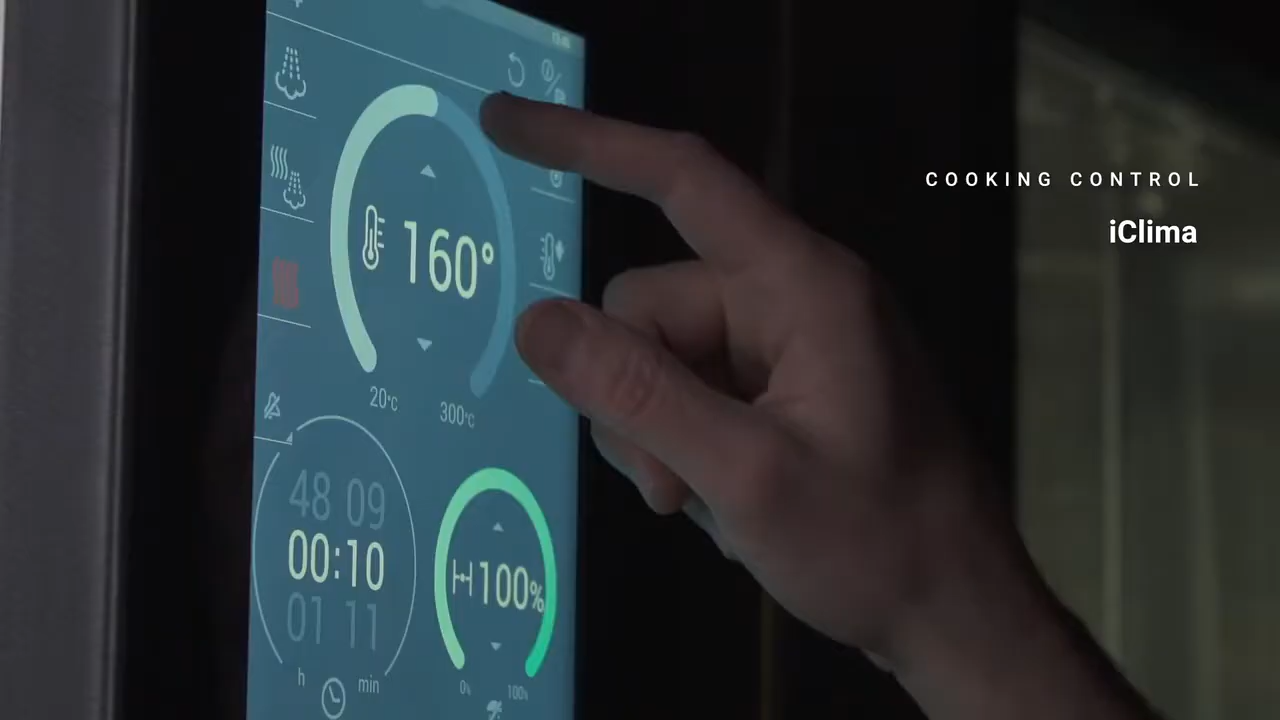 COOKING CONTROL
iClima
160°
20°C
300°C
48 09
00:10
01 11
h
min
100%
0%
100%